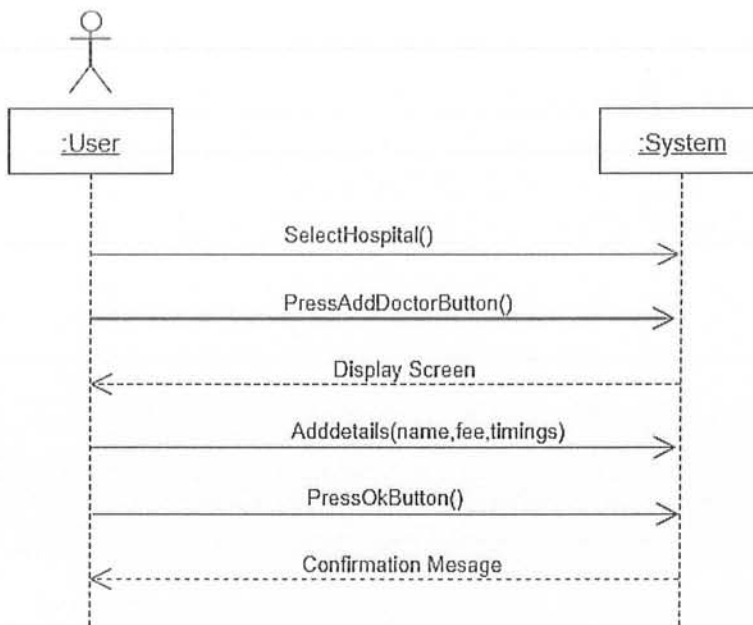 :User
:System
SelectHospital()
PressAddDoctorButton()
Display Screen
Adddetails(name,fee,timings)
PressOkButton()
Confirmation Mesage